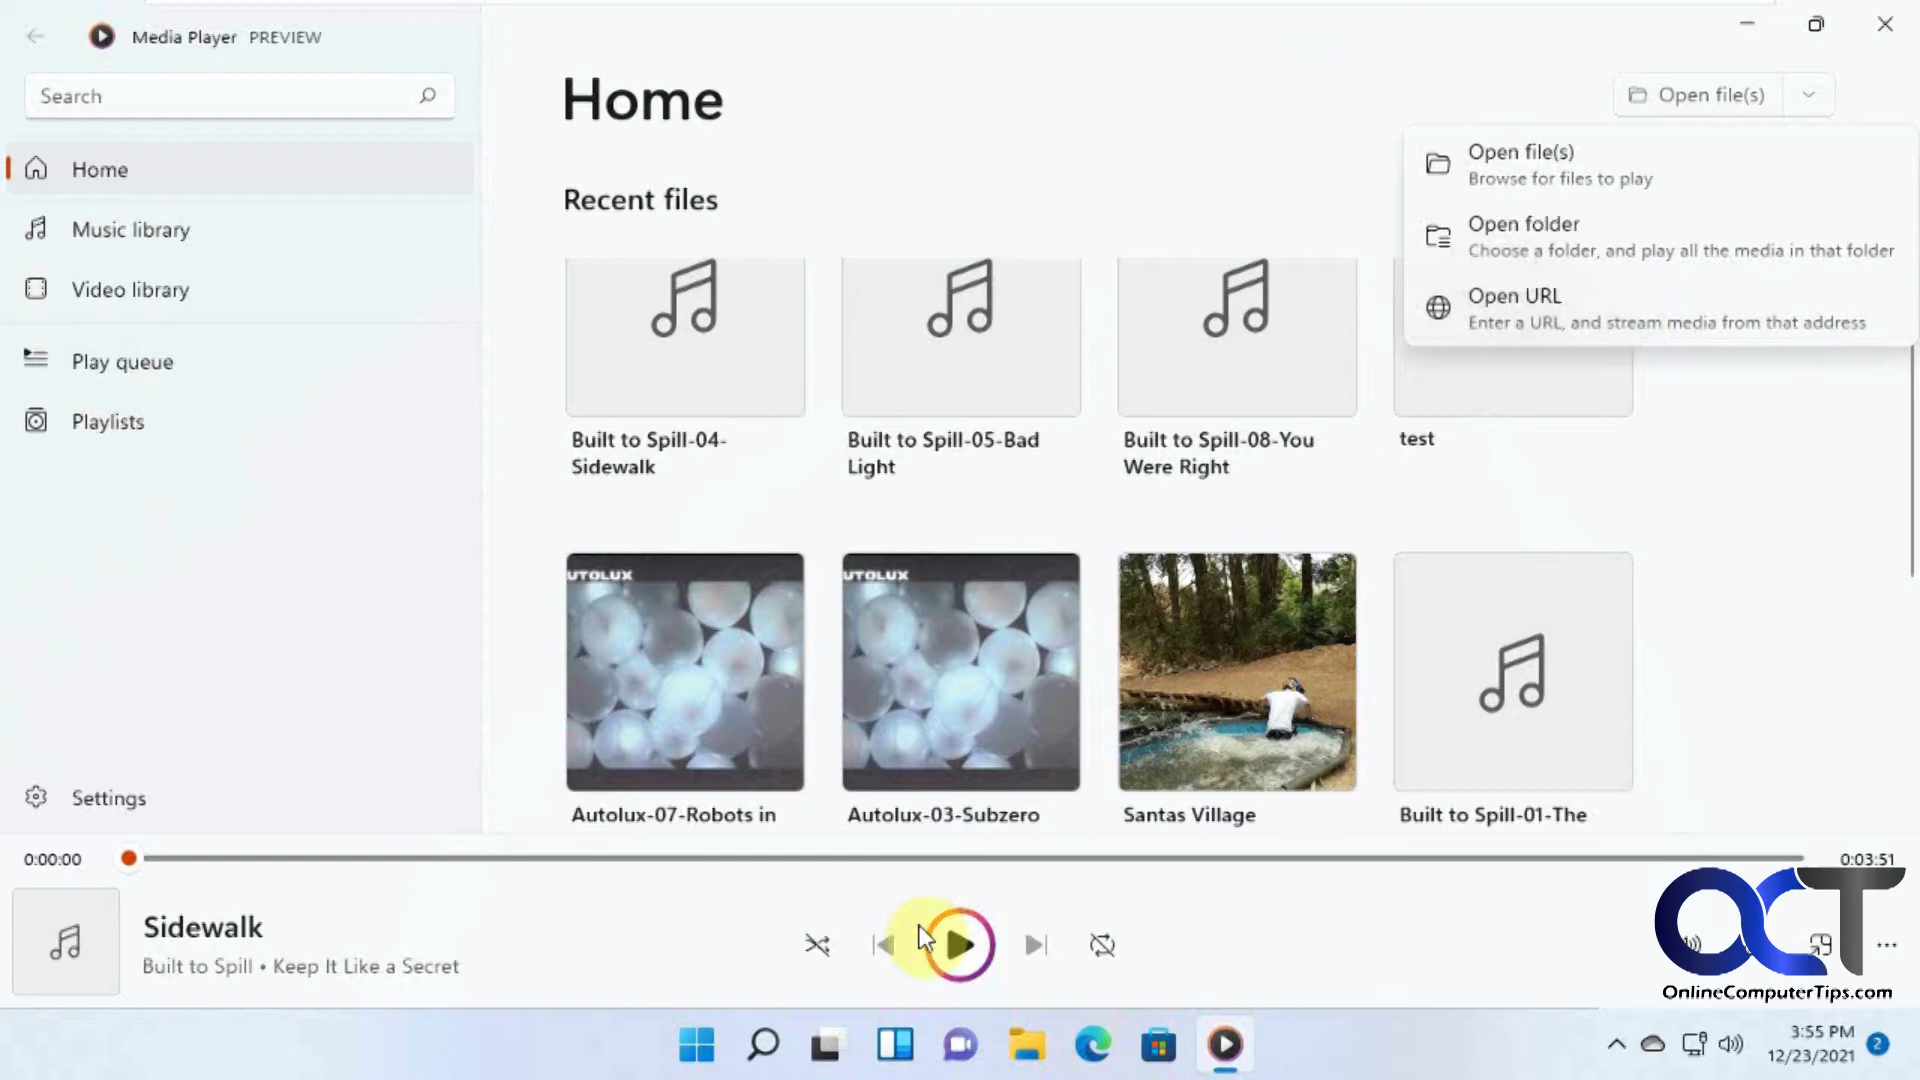 Media Player PREVIEW
Search
Home
Music library
Video library
Play queue
Playlists
Settings
Home
Open file(s)
Open file(s)
Browse for files to play
Open folder
Choose a folder, and play all the media in that folder
Open URL
Enter a URL, and stream media from that address
Recent files
Built to Spill-04-
Sidewalk
Built to Spill-05-Bad
Light
Built to Spill-08-You
Were Right
test
UTOLUX
UTOLUX
Autolux-07-Robots in
Autolux-03-Subzero
Santas Village
Built to Spill-01-The
0:00:00
0:03:51
Sidewalk
Built to Spill • Keep It Like a Secret
OCT
OnlineComputerTips.com
3:55 PM
12/23/2021
2